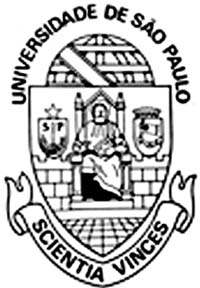 UNIVERSIDADE DE SÃO PAULO
S P
SCIENTIA VINCES